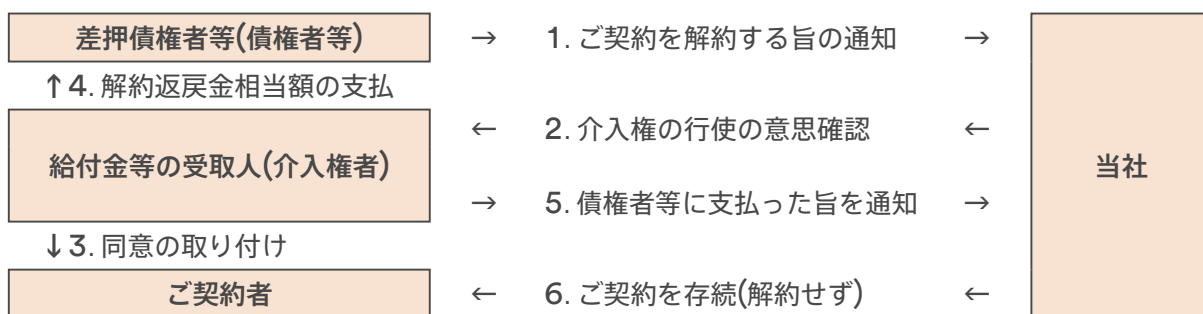 差押債権者等(債権者等) → 1. ご契約を解約する旨の通知 →
↑4. 解約返戻金相当額の支払
← 2. 介入権の行使の意思確認 ←
給付金等の受取人(介入権者)
当社
→ 5. 債権者等に支払った旨を通知 →
↓3. 同意の取り付け
ご契約者 ← 6. ご契約を存続(解約せず) ←